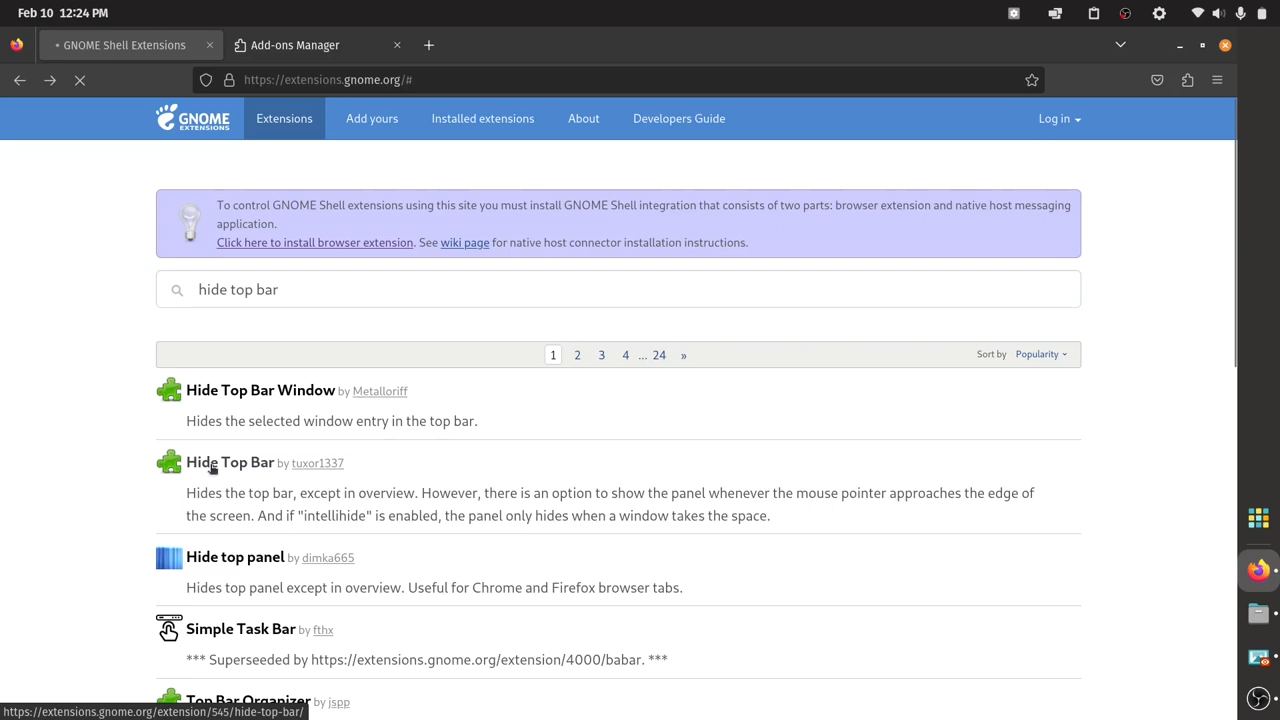 Feb 10 12:24 PM
GNOME Shell Extensions
Add-ons Manager
https://extensions.gnome.org/#
GNOME EXTENSIONS
Extensions
Add yours
Installed extensions
About
Developers Guide
Log in
To control GNOME Shell extensions using this site you must install GNOME Shell integration that consists of two parts: browser extension and native host messaging
application.
Click here to install browser extension. See wiki page for native host connector installation instructions.
hide top bar
1 2 3 4 ... 24 »
Sort by Popularity
Hide Top Bar Window by Metalloriff
Hides the selected window entry in the top bar.
Hide Top Bar by tuxor1337
Hides the top bar, except in overview. However, there is an option to show the panel whenever the mouse pointer approaches the edge of
the screen. And if "intellihide" is enabled, the panel only hides when a window takes the space.
Hide top panel by dimka665
Hides top panel except in overview. Useful for Chrome and Firefox browser tabs.
Simple Task Bar by fthx
*** Superseeded by https://extensions.gnome.org/extension/4000/babar. ***
Top Bar Organizer by jspp
https://extensions.gnome.org/extension/545/hide-top-bar/